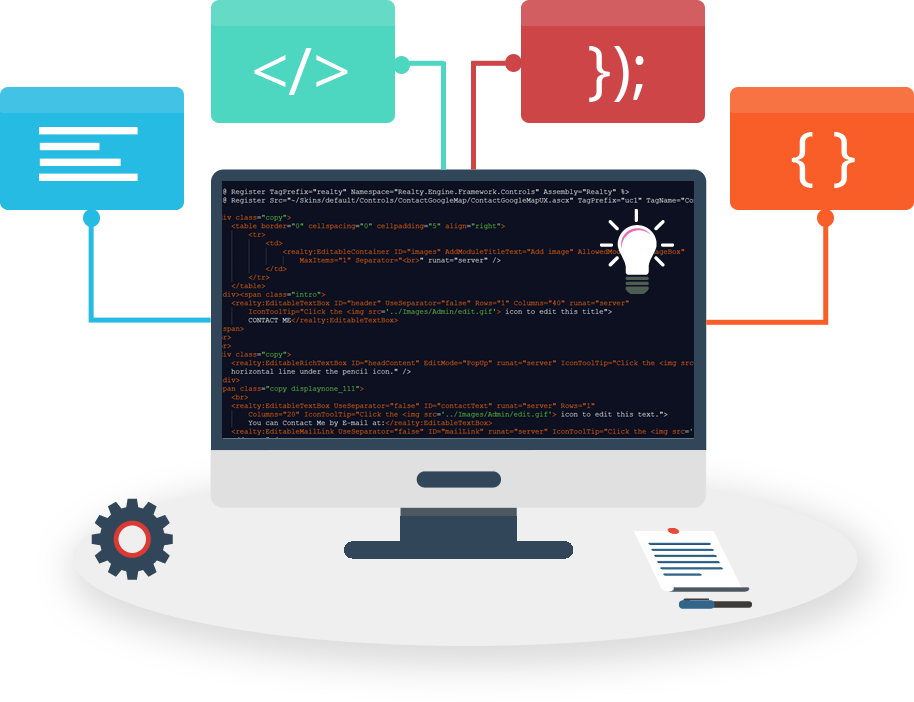 </>
});
{ }
@ Register TagPrefix="realty" Namespace="Realty.Engine.Framework.Controls" Assembly="Realty" %>
@ Register Src="~/Skins/default/Controls/ContactGoogleMap/ContactGoogleMapUX.ascx" TagPrefix="uc1" TagName="Co
iv class="copy">
<table border="0" cellspacing="0" cellpadding="5" align="right">
<tr>
<td>
<realty:EditableContainer ID="images" AddModuleTitleText="Add image"
MaxItems="1" Separator="<br>" runat="server" />
</td>
</tr>
</table>
div><span class="intro">
<realty:EditableTextBox ID="header" UseSeparator="false" Rows="1" Columns="40" runat="server"
IconToolTip="Click the <img src='../Images/Admin/edit.gif'> icon to edit this title">
CONTACT ME</realty:EditableTextBox>
span>
r>
r>
iv class="copy">
<realty:EditableRichTextBox ID="headContent" EditMode="PopUp" runat="server" IconToolTip="Click the <img src
horizontal line under the pencil icon." />
div>
pan class="copy displaynone_111">
<br>
<realty:EditableTextBox UseSeparator="false" ID="contactText" runat="server" Rows="1"
Columns="20" IconToolTip="Click the <img src='../Images/Admin/edit.gif'> icon to edit this text.">
You can Contact Me by E-mail at:</realty:EditableTextBox>
<realty:EditableMailLink UseSeparator="false" ID="mailLink" runat="server" IconToolTip="Click the <img src='